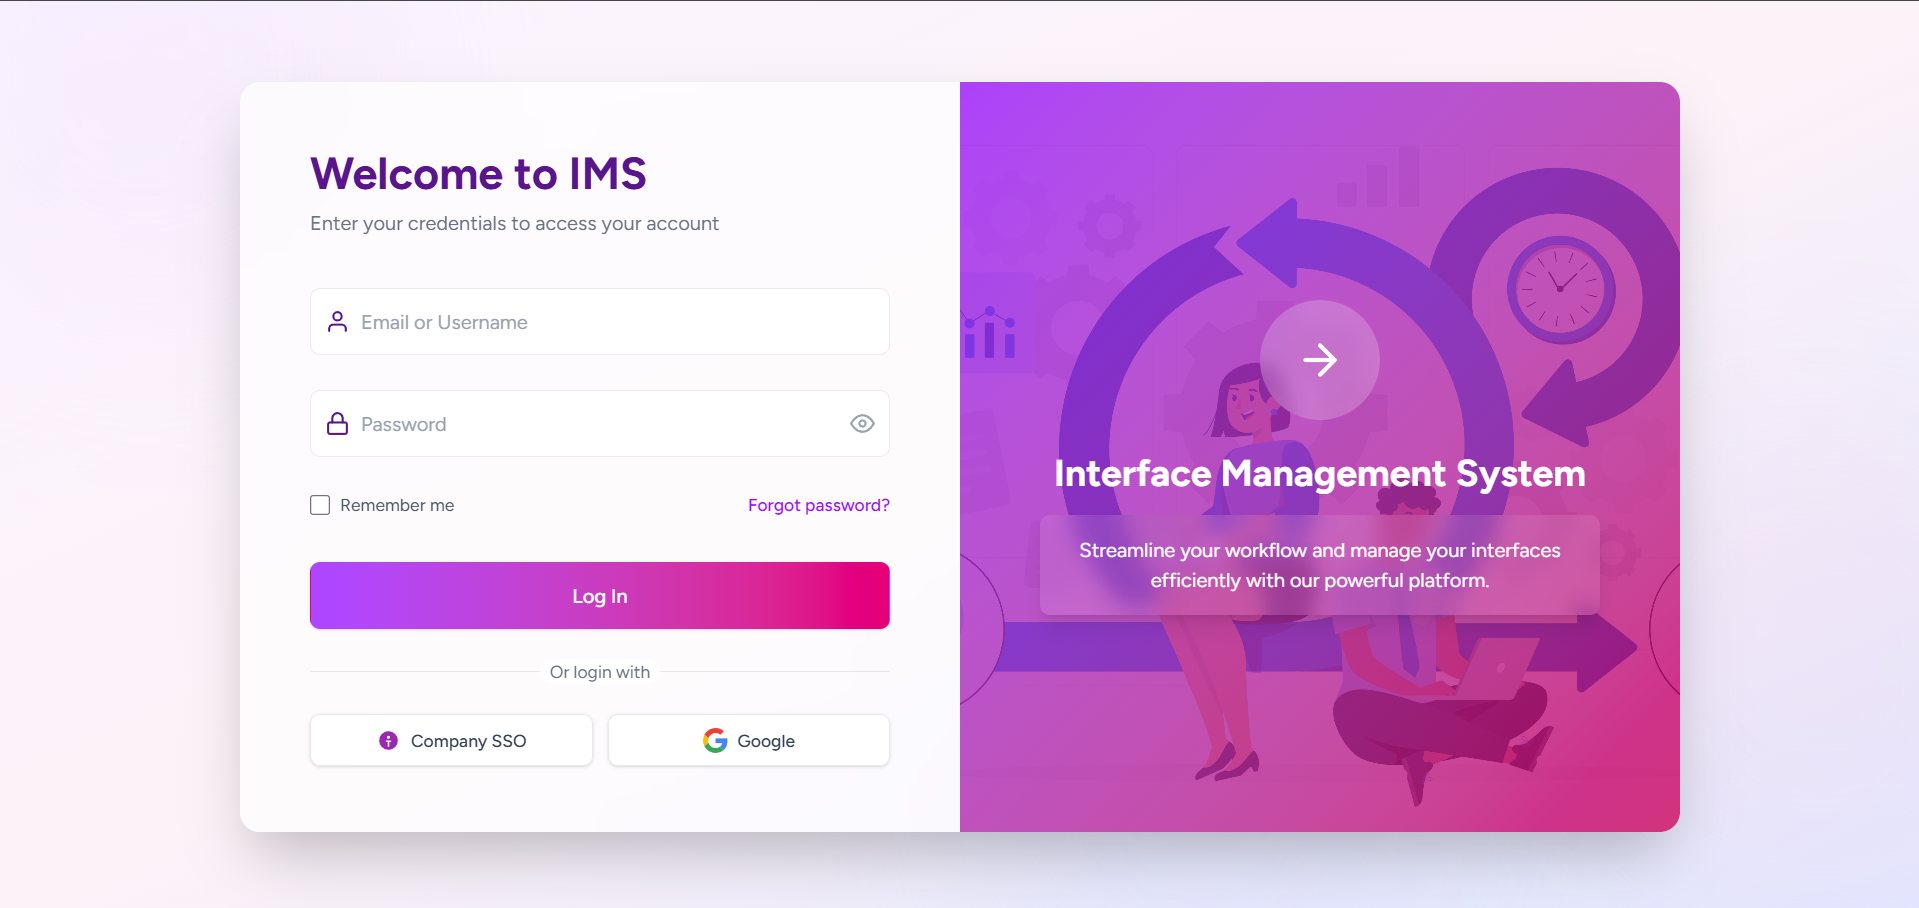 Welcome to IMS
Enter your credentials to access your account
Email or Username
Password
Remember me
Forgot password?
Log In
Or login with
Company SSO
Google
Interface Management System
Streamline your workflow and manage your interfaces
efficiently with our powerful platform.